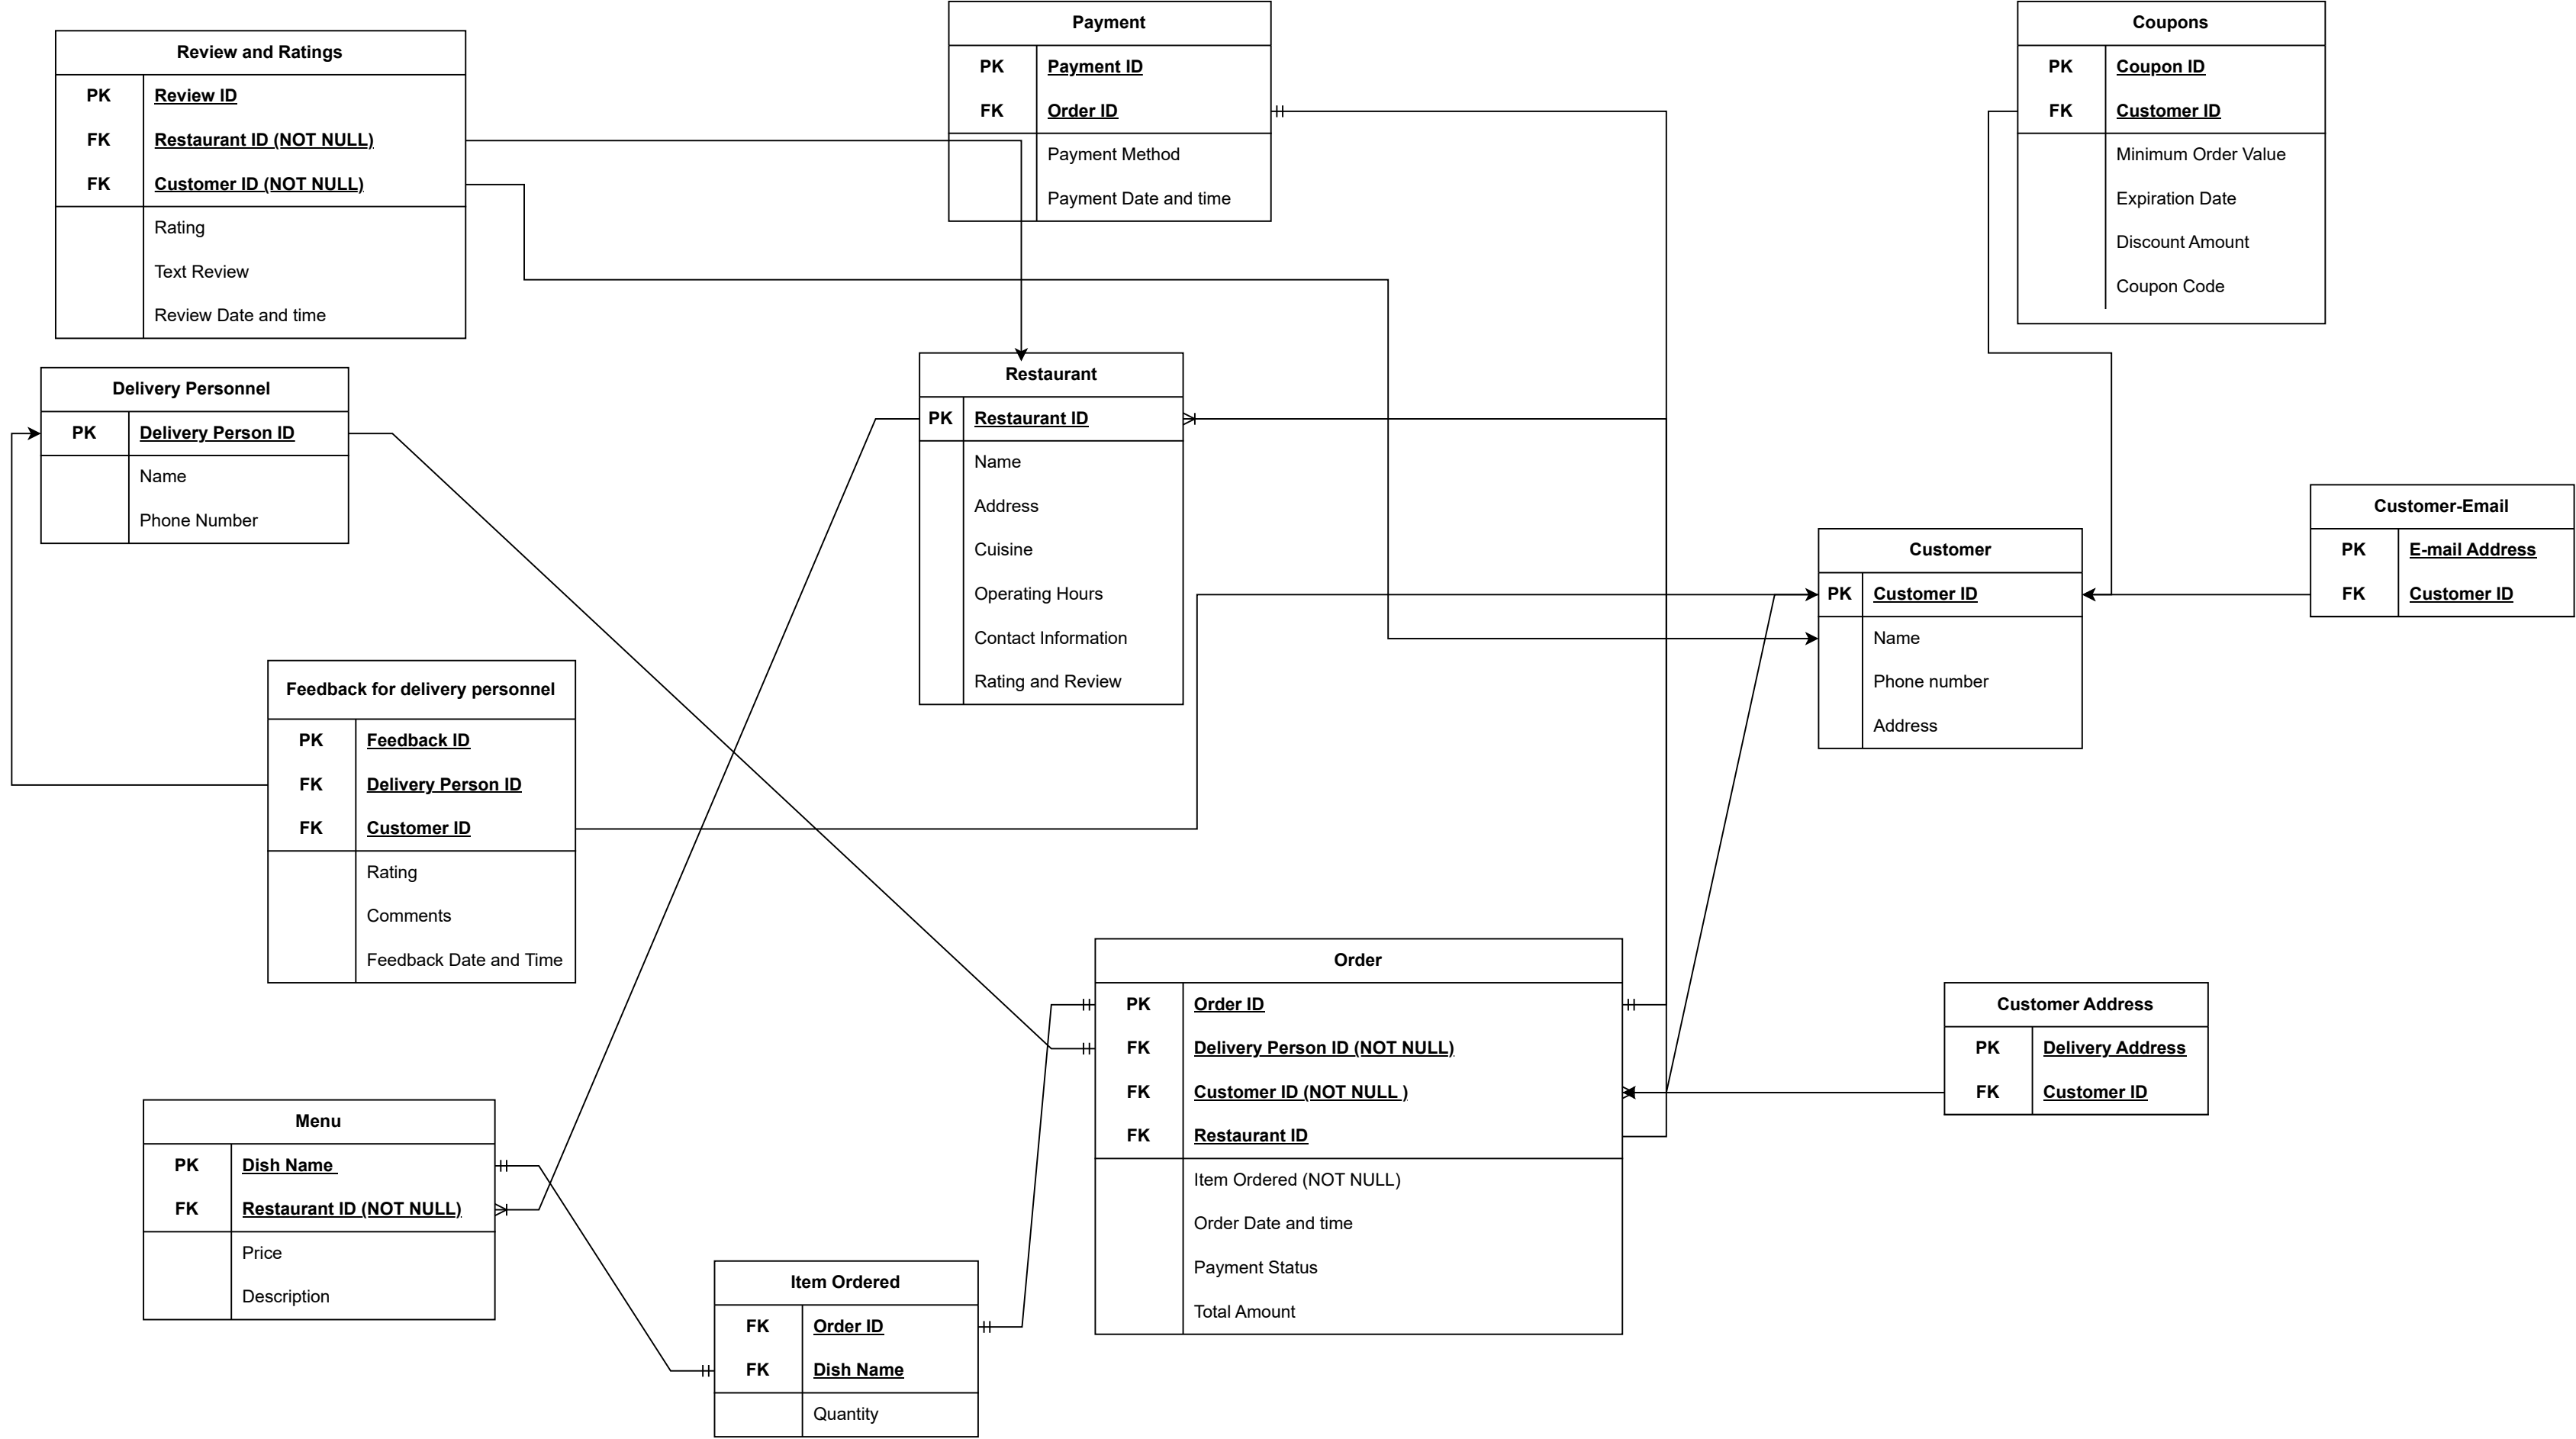 Review and Ratings
PK Review ID
FK Restaurant ID (NOT NULL)
FK Customer ID (NOT NULL)
Rating
Text Review
Review Date and time
Payment
PK Payment ID
FK Order ID
Payment Method
Payment Date and time
Coupons
PK Coupon ID
FK Customer ID
Minimum Order Value
Expiration Date
Discount Amount
Coupon Code
Delivery Personnel
PK Delivery Person ID
Name
Phone Number
Restaurant
PK Restaurant ID
Name
Address
Cuisine
Operating Hours
Contact Information
Rating and Review
Customer
PK Customer ID
Name
Phone number
Address
Customer-Email
PK E-mail Address
FK Customer ID
Feedback for delivery personnel
PK Feedback ID
FK Delivery Person ID
FK Customer ID
Rating
Comments
Feedback Date and Time
Order
PK Order ID
FK Delivery Person ID (NOT NULL)
FK Customer ID (NOT NULL )
FK Restaurant ID
Item Ordered (NOT NULL)
Order Date and time
Payment Status
Total Amount
Customer Address
PK Delivery Address
FK Customer ID
Menu
PK Dish Name
FK Restaurant ID (NOT NULL)
Price
Description
Item Ordered
FK Order ID
FK Dish Name
Quantity